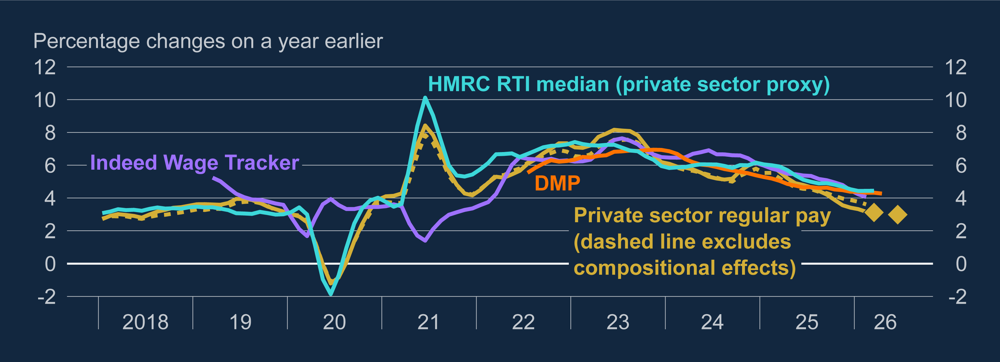 Percentage changes on a year earlier
12 12
HMRC RTI median (private sector proxy)
10 10
8 8
Indeed Wage Tracker
6 6
DMP
4 4
Private sector regular pay
2 2
(dashed line excludes
compositional effects)
0 0
-2 -2
2018 19 20 21 22 23 24 25 26